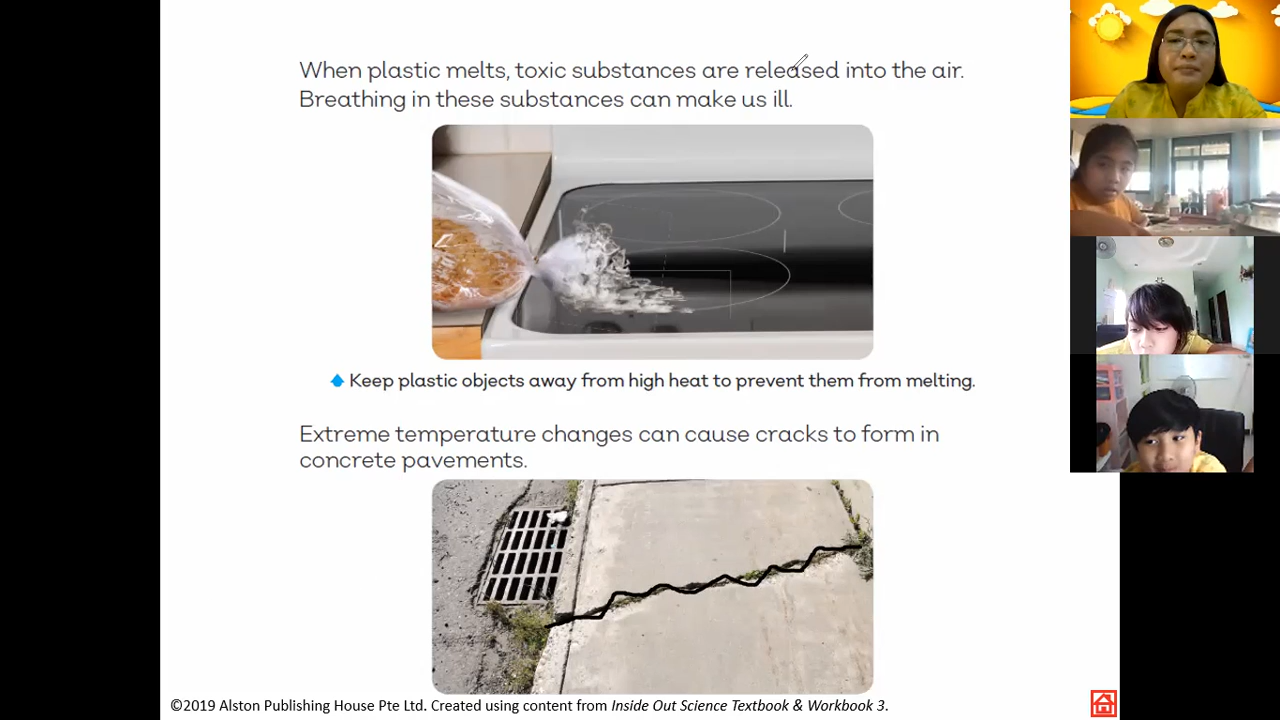 When plastic melts, toxic substances are released into the air.
Breathing in these substances can make us ill.
Keep plastic objects away from high heat to prevent them from melting.
Extreme temperature changes can cause cracks to form in
concrete pavements.
©2019 Alston Publishing House Pte Ltd. Created using content from Inside Out Science Textbook & Workbook 3.